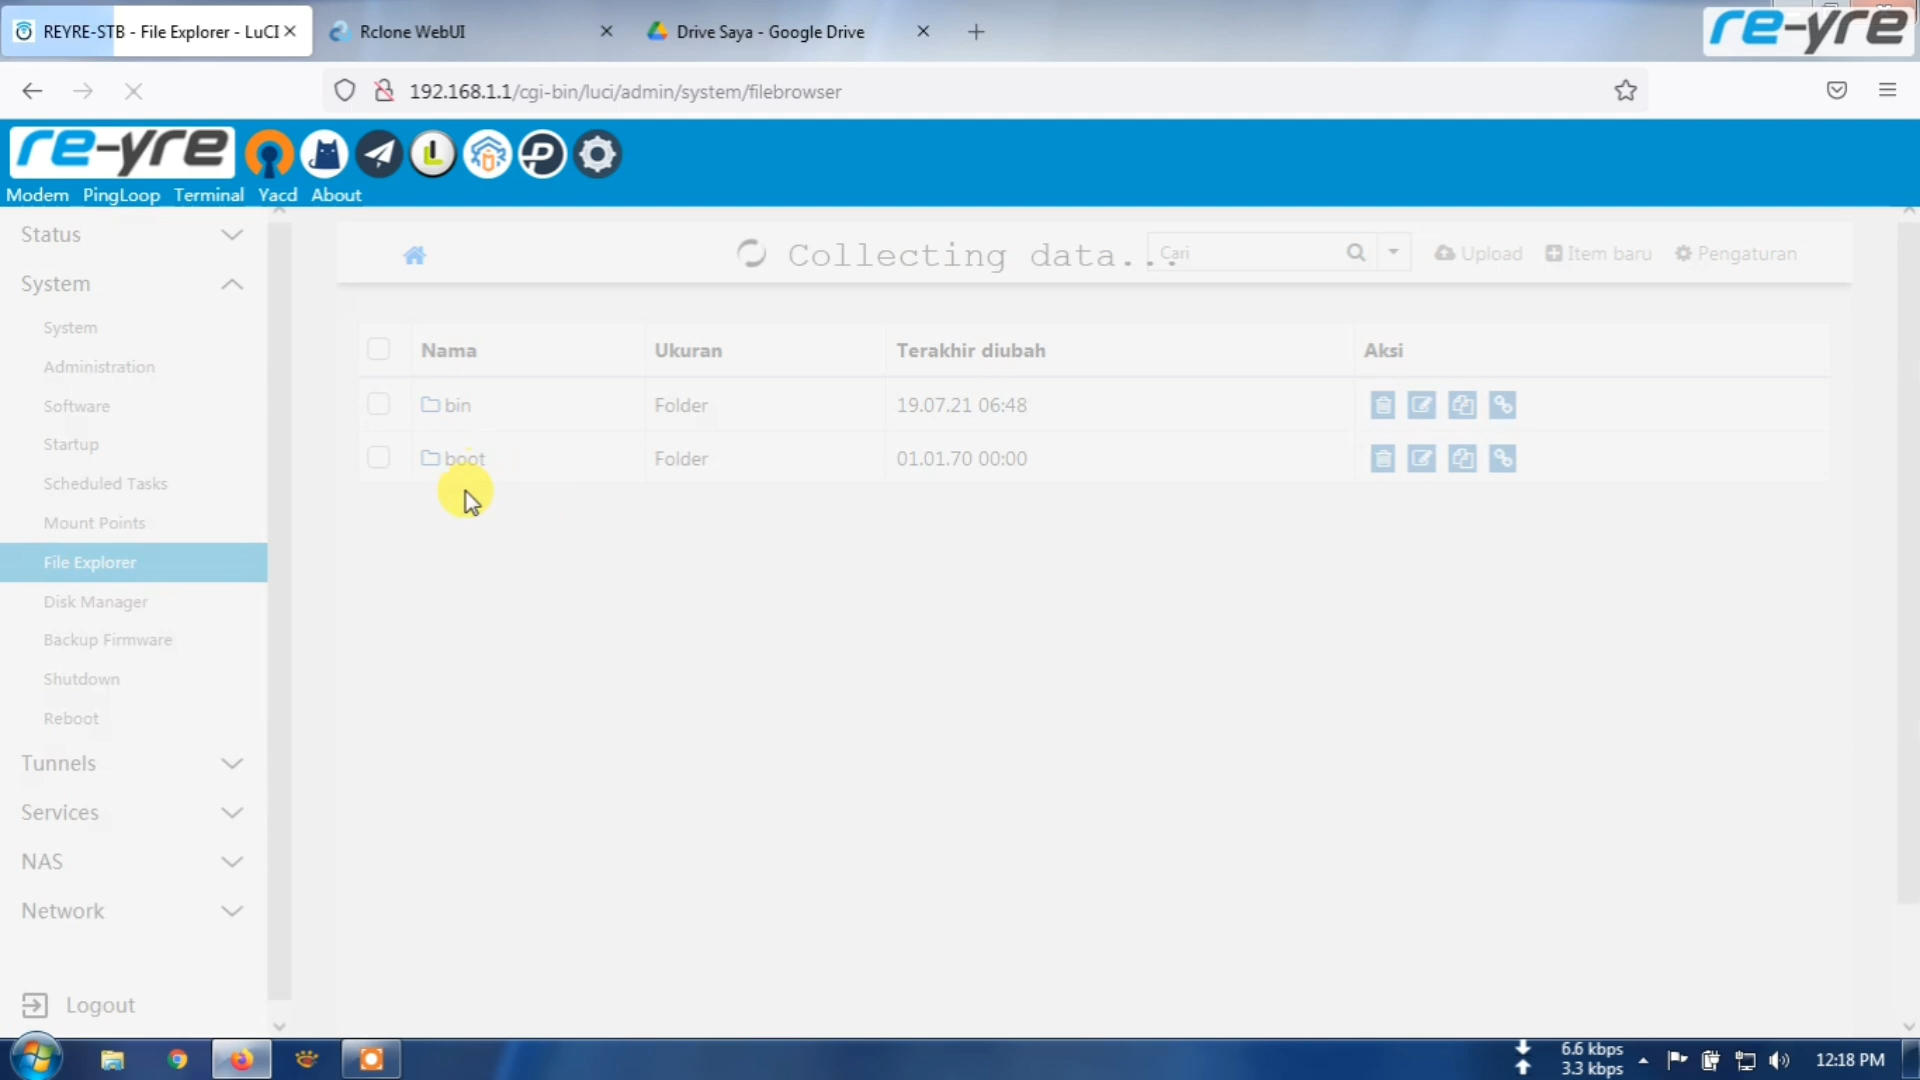 REYRE-STB - File Explorer - LuCI
Rclone WebUI
Drive Saya - Google Drive
re-yre
192.168.1.1/cgi-bin/luci/admin/system/filebrowser
re-yre
Modem PingLoop Terminal Yacd About
Status
System
System
Administration
Software
Startup
Scheduled Tasks
Mount Points
File Explorer
Disk Manager
Backup Firmware
Shutdown
Reboot
Tunnels
Services
NAS
Network
Logout
Collecting data...
Cari
Upload
Item baru
Pengaturan
Nama Ukuran Terakhir diubah Aksi
bin Folder 19.07.21 06:48
boot Folder 01.01.70 00:00
6.6 kbps
3.3 kbps
12:18 PM